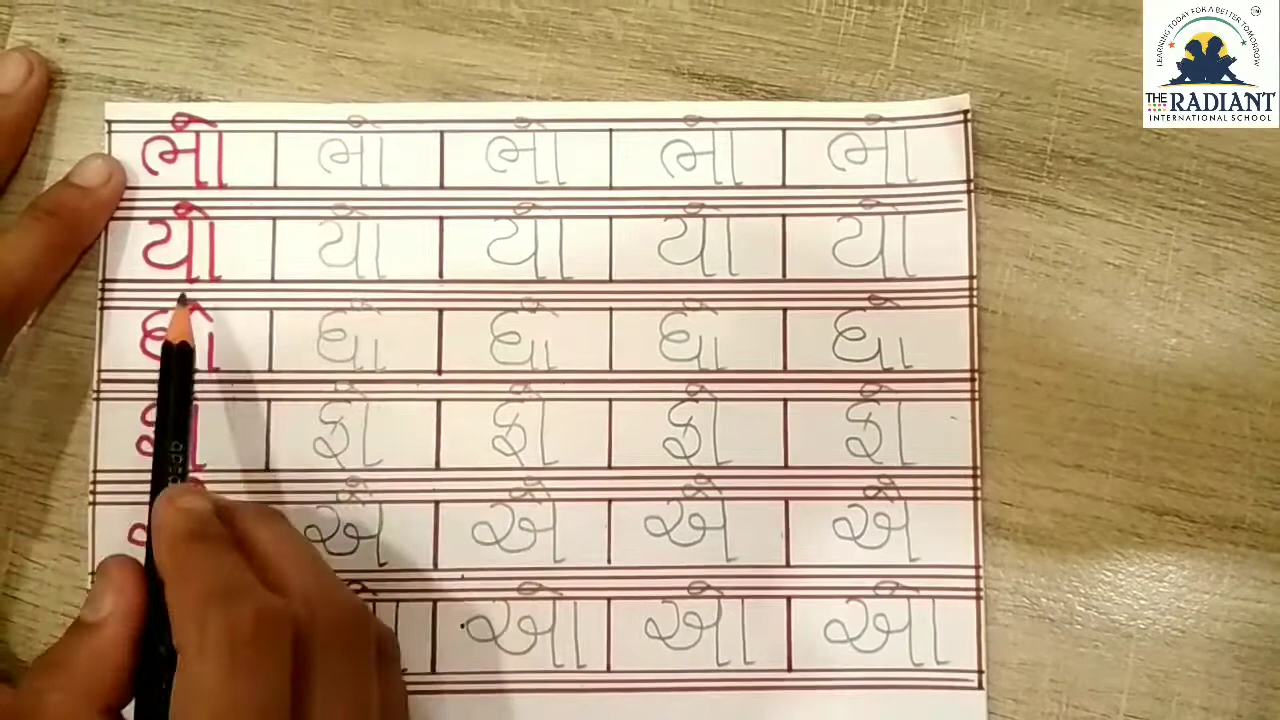 ભૌ ભૌ ભૌ ભૌ ભૌ
યૌ યૌ યૌ યૌ યૌ
ઘૌ ઘૌ ઘૌ ઘૌ ઘૌ
ફૌ ફૌ ફૌ ફૌ
ઐ ઐ ઐ ઐ
ઔ ઔ ઔ
LEARNING TODAY FOR A BETTER TOMORROW
THE RADIANT
INTERNATIONAL SCHOOL